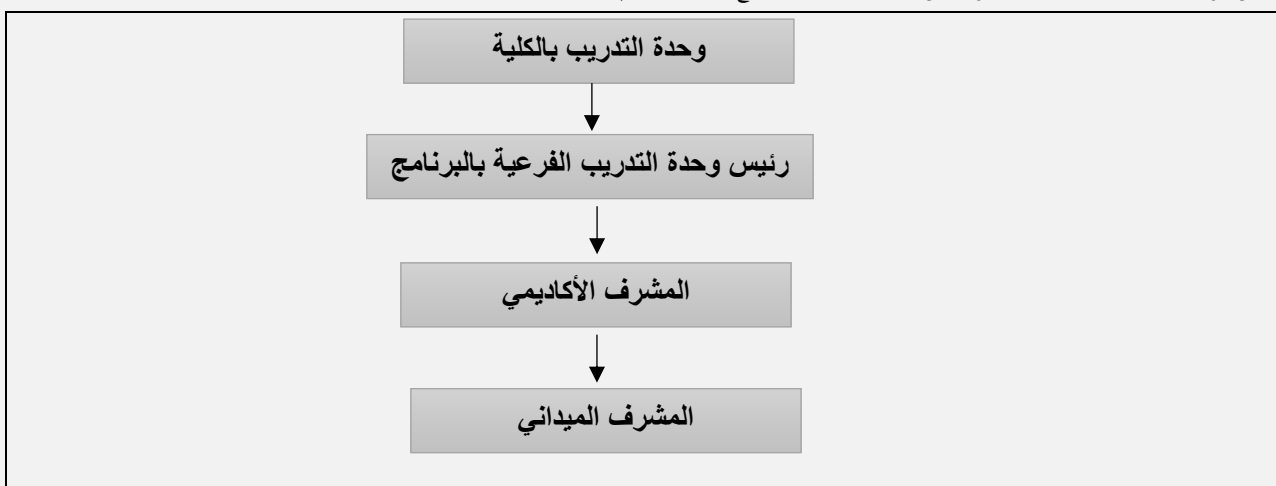 وحدة التدريب بالكلية
رئيس وحدة التدريب الفرعية بالبرنامج
المشرف الأكاديمي
المشرف الميداني